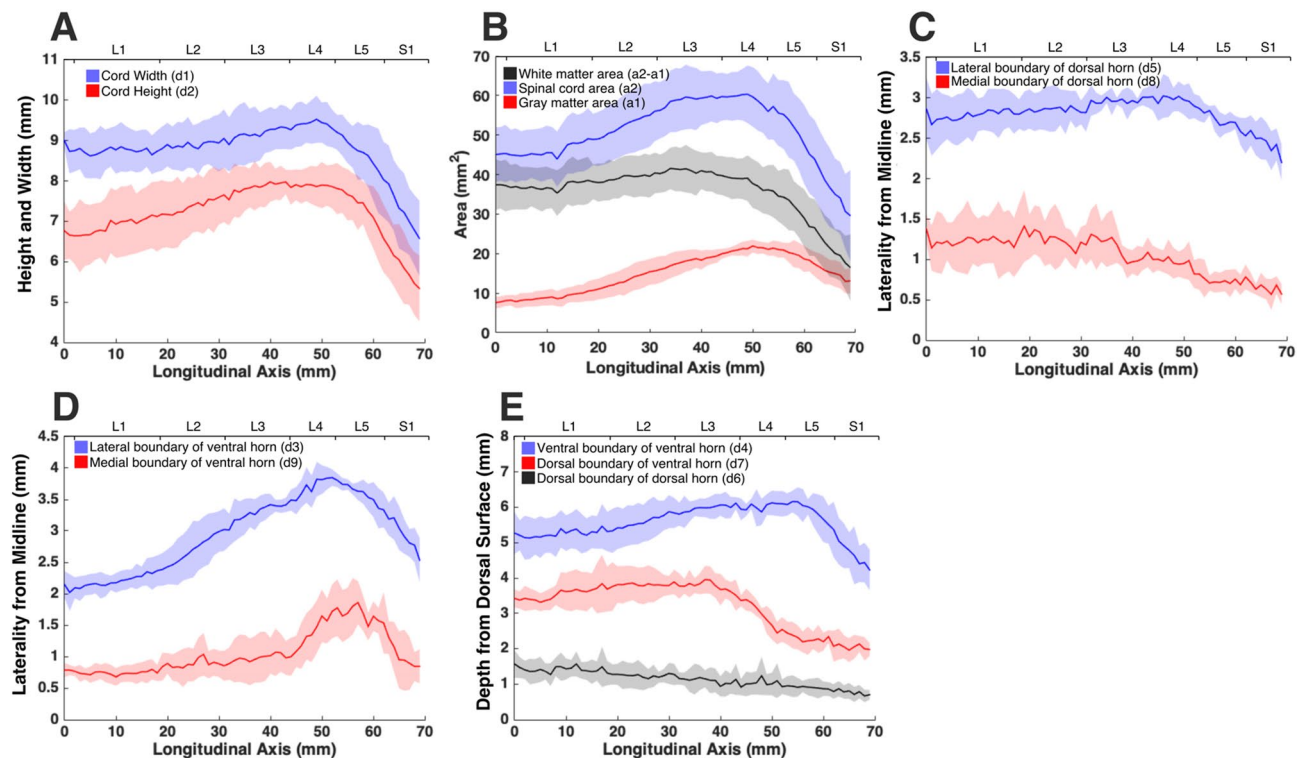 A
L1 L2 L3 L4 L5 S1
Cord Width (d1)
Cord Height (d2)
Height and Width (mm)
11
10
9
8
7
6
5
4
0 10 20 30 40 50 60 70
Longitudinal Axis (mm)
B
L1 L2 L3 L4 L5 S1
White matter area (a2-a1)
Spinal cord area (a2)
Gray matter area (a1)
Area (mm²)
70
60
50
40
30
20
10
0
0 10 20 30 40 50 60 70
Longitudinal Axis (mm)
C
L1 L2 L3 L4 L5 S1
Lateral boundary of dorsal horn (d5)
Medial boundary of dorsal horn (d8)
Laterality from Midline (mm)
3.5
3
2.5
2
1.5
1
0.5
0
0 10 20 30 40 50 60 70
Longitudinal Axis (mm)
D
L1 L2 L3 L4 L5 S1
Lateral boundary of ventral horn (d3)
Medial boundary of ventral horn (d9)
Laterality from Midline (mm)
4.5
4
3.5
3
2.5
2
1.5
1
0.5
0
0 10 20 30 40 50 60 70
Longitudinal Axis (mm)
E
L1 L2 L3 L4 L5 S1
Ventral boundary of ventral horn (d4)
Dorsal boundary of ventral horn (d7)
Dorsal boundary of dorsal horn (d6)
Depth from Dorsal Surface (mm)
8
7
6
5
4
3
2
1
0
0 10 20 30 40 50 60 70
Longitudinal Axis (mm)